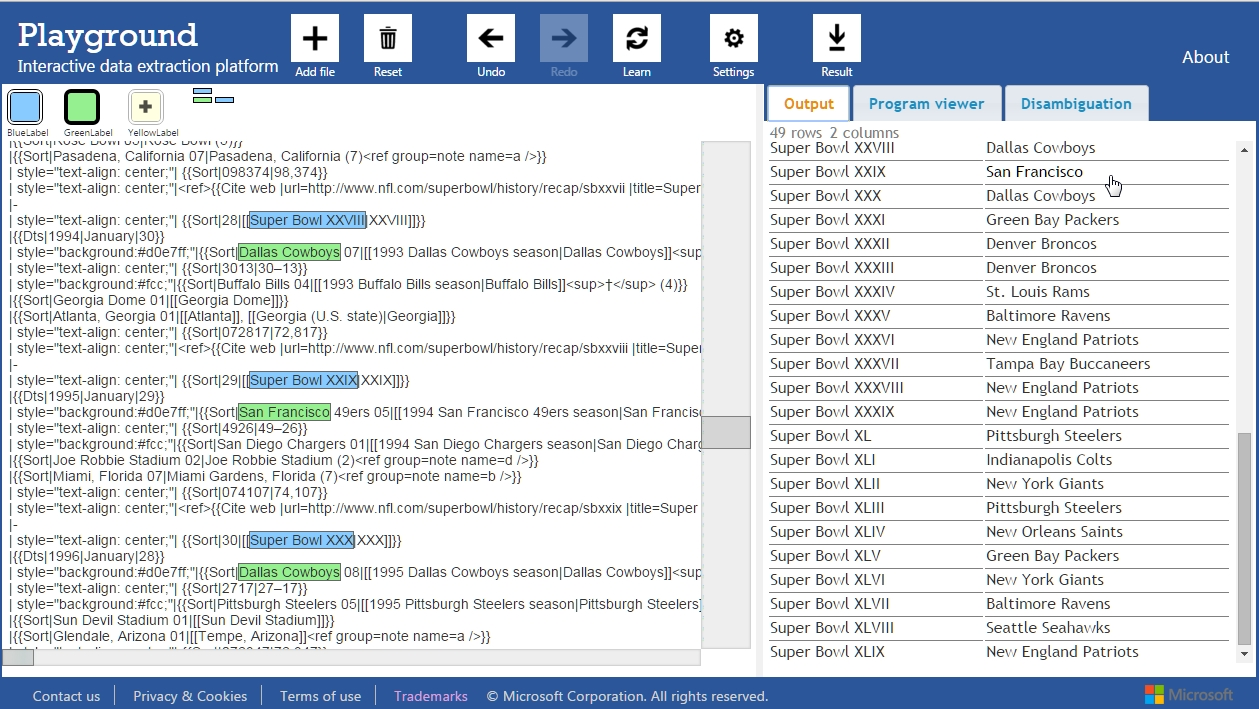 Playground
Interactive data extraction platform
Add file
Reset
Undo
Redo
Learn
Settings
Result
About
BlueLabel
GreenLabel
YellowLabel
|{{Sort|Pasadena, California 07|Pasadena, California (7)<ref group=note name=a />}}
| style="text-align: center;"| {{Sort|098374|98,374}}
| style="text-align: center;"|<ref>{{Cite web |url=http://www.nfl.com/superbowl/history/recap/sbxxvii |title=Super
|-
| style="text-align: center;"| {{Sort|28|[[Super Bowl XXVIII|XXVIII]]}}
|{{Dts|1994|January|30}}
| style="background:#d0e7ff;"|{{Sort|Dallas Cowboys 07|[[1993 Dallas Cowboys season|Dallas Cowboys]]<sup
| style="text-align: center;"| {{Sort|3013|30–13}}
| style="background:#fcc;"|{{Sort|Buffalo Bills 04|[[1993 Buffalo Bills season|Buffalo Bills]]<sup>†</sup> (4)}}
|{{Sort|Georgia Dome 01|[[Georgia Dome]]}}
|{{Sort|Atlanta, Georgia 01|[[Atlanta]], [[Georgia (U.S. state)|Georgia]]}}
| style="text-align: center;"| {{Sort|072817|72,817}}
| style="text-align: center;"|<ref>{{Cite web |url=http://www.nfl.com/superbowl/history/recap/sbxxviii |title=Super
|-
| style="text-align: center;"| {{Sort|29|[[Super Bowl XXIX|XXIX]]}}
|{{Dts|1995|January|29}}
| style="background:#d0e7ff;"|{{Sort|San Francisco 49ers 05|[[1994 San Francisco 49ers season|San Francisc
| style="text-align: center;"| {{Sort|4926|49–26}}
| style="background:#fcc;"|{{Sort|San Diego Chargers 01|[[1994 San Diego Chargers season|San Diego Charg
|{{Sort|Joe Robbie Stadium 02|Joe Robbie Stadium (2)<ref group=note name=d />}}
|{{Sort|Miami, Florida 07|Miami Gardens, Florida (7)<ref group=note name=b />}}
| style="text-align: center;"| {{Sort|074107|74,107}}
| style="text-align: center;"|<ref>{{Cite web |url=http://www.nfl.com/superbowl/history/recap/sbxxix |title=Super
|-
| style="text-align: center;"| {{Sort|30|[[Super Bowl XXX|XXX]]}}
|{{Dts|1996|January|28}}
| style="background:#d0e7ff;"|{{Sort|Dallas Cowboys 08|[[1995 Dallas Cowboys season|Dallas Cowboys]]<sup
| style="text-align: center;"| {{Sort|2717|27–17}}
| style="background:#fcc;"|{{Sort|Pittsburgh Steelers 05|[[1995 Pittsburgh Steelers season|Pittsburgh Steelers]
|{{Sort|Sun Devil Stadium 01|[[Sun Devil Stadium]]}}
|{{Sort|Glendale, Arizona 01|[[Tempe, Arizona]]<ref group=note name=a />}}
Output
Program viewer
Disambiguation
49 rows 2 columns
Super Bowl XXVIII Dallas Cowboys
Super Bowl XXIX San Francisco
Super Bowl XXX Dallas Cowboys
Super Bowl XXXI Green Bay Packers
Super Bowl XXXII Denver Broncos
Super Bowl XXXIII Denver Broncos
Super Bowl XXXIV St. Louis Rams
Super Bowl XXXV Baltimore Ravens
Super Bowl XXXVI New England Patriots
Super Bowl XXXVII Tampa Bay Buccaneers
Super Bowl XXXVIII New England Patriots
Super Bowl XXXIX New England Patriots
Super Bowl XL Pittsburgh Steelers
Super Bowl XLI Indianapolis Colts
Super Bowl XLII New York Giants
Super Bowl XLIII Pittsburgh Steelers
Super Bowl XLIV New Orleans Saints
Super Bowl XLV Green Bay Packers
Super Bowl XLVI New York Giants
Super Bowl XLVII Baltimore Ravens
Super Bowl XLVIII Seattle Seahawks
Super Bowl XLIX New England Patriots
Contact us
Privacy & Cookies
Terms of use
Trademarks
© Microsoft Corporation. All rights reserved.
Microsoft